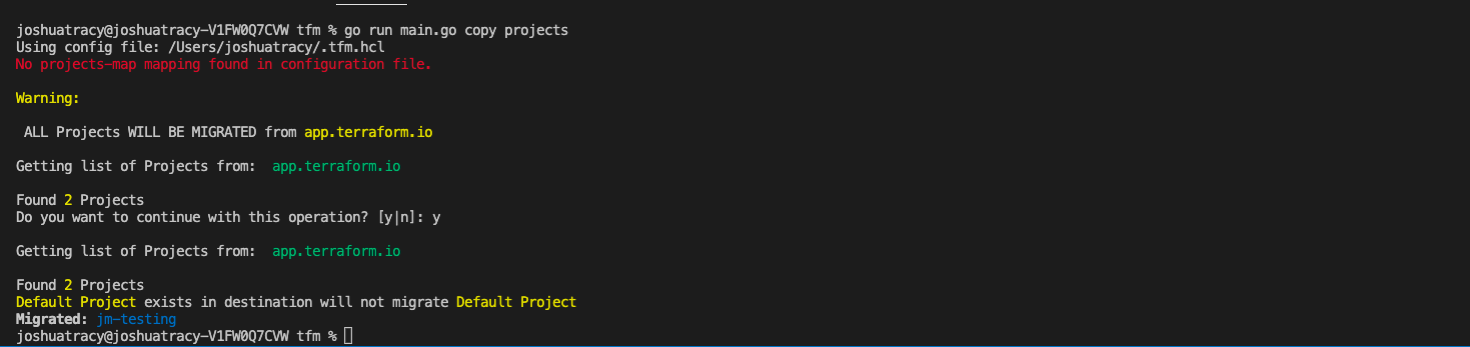 joshuatracy@joshuatracy-V1FW0Q7CVW tfm % go run main.go copy projects
Using config file: /Users/joshuatracy/.tfm.hcl
No projects-map mapping found in configuration file.
Warning:
ALL Projects WILL BE MIGRATED from app.terraform.io
Getting list of Projects from:  app.terraform.io
Found 2 Projects
Do you want to continue with this operation? [y|n]: y
Getting list of Projects from:  app.terraform.io
Found 2 Projects
Default Project exists in destination will not migrate Default Project
Migrated: jm-testing
joshuatracy@joshuatracy-V1FW0Q7CVW tfm %